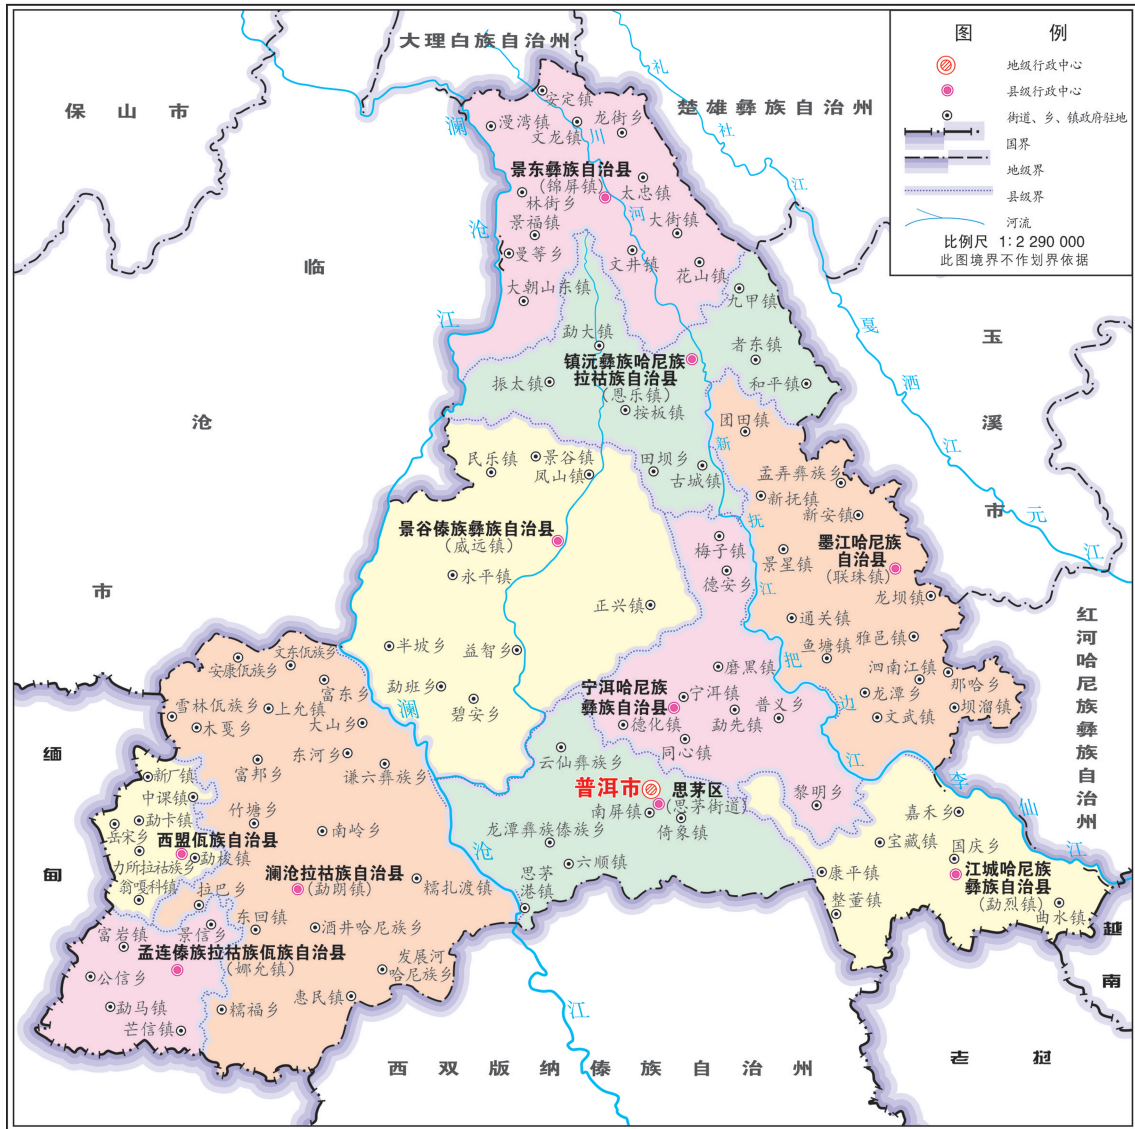 大理白族自治州
保山市
楚雄彝族自治州
图 例
地级行政中心
县级行政中心
街道、乡、镇政府驻地
国界
地级界
县级界
河流
比例尺 1:2 290 000
此图境界不作划界依据
礼社江
戛洒江
元江
玉溪市
红河哈尼族彝族自治州
临沧市
澜沧江
川河
安定镇
漫湾镇
文龙镇
龙街乡
景东彝族自治县
(锦屏镇)
太忠镇
林街乡
景福镇
大街镇
曼等乡
文井镇
花山镇
大朝山东镇
九甲镇
勐大镇
者东镇
镇沅彝族哈尼族
拉祜族自治县
(恩乐镇)
振太镇
和平镇
按板镇
团田镇
新抚江
民乐镇
景谷镇
凤山镇
田坝乡
古城镇
孟弄彝族乡
新抚镇
新安镇
景谷傣族彝族自治县
(威远镇)
梅子镇
德安乡
景星镇
墨江哈尼族
自治县
(联珠镇)
永平镇
正兴镇
龙坝镇
通关镇
半坡乡
益智乡
鱼塘镇
雅邑镇
把边江
文东佤族乡
安康佤族乡
磨黑镇
泗南江镇
那哈乡
富东乡
勐班乡
碧安乡
宁洱哈尼族
彝族自治县
宁洱镇
普义乡
龙潭乡
坝溜镇
雪林佤族乡
上允镇
木戛乡
大山乡
澜沧江
德化镇
勐先镇
文武镇
同心镇
东河乡
富邦乡
谦六彝族乡
云仙彝族乡
李仙江
缅甸
新厂镇
中课镇
普洱市
思茅区
(思茅街道)
黎明乡
南屏镇
倚象镇
嘉禾乡
竹塘乡
勐卡镇
岳宋乡
南岭乡
龙潭彝族傣族乡
宝藏镇
国庆乡
西盟佤族自治县
勐梭镇
力所拉祜族乡
六顺镇
思茅
港镇
康平镇
江城哈尼族
彝族自治县
(勐烈镇)
澜沧拉祜族自治县
(勐朗镇)
翁嘎科镇
拉巴乡
糯扎渡镇
整董镇
曲水镇
东回镇
酒井哈尼族乡
富岩镇
景信乡
孟连傣族拉祜族佤族自治县
(娜允镇)
发展河
哈尼族乡
越南
公信乡
惠民镇
勐马镇
糯福乡
芒信镇
江
西双版纳傣族自治州
老挝